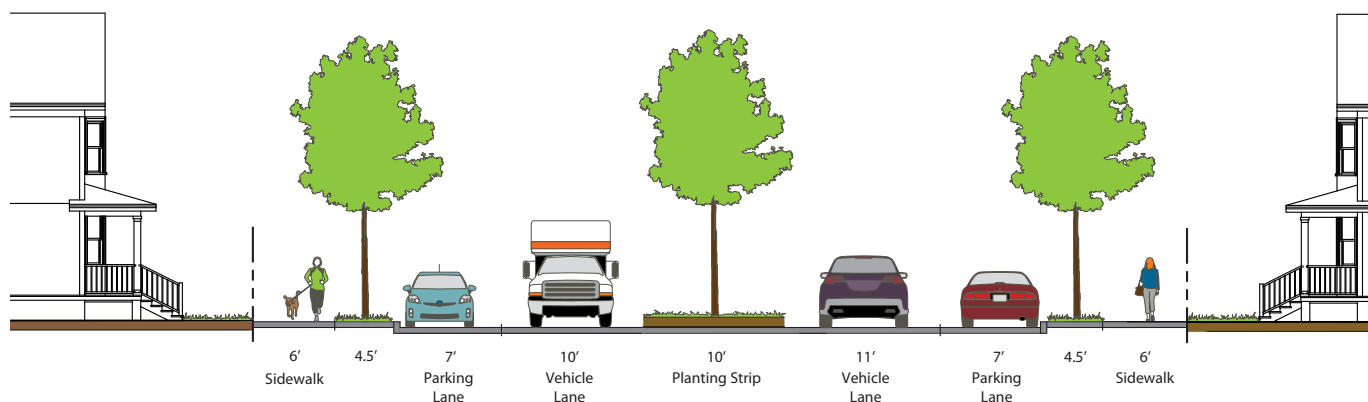 6’ 4.5’ 7’ 10’ 10’ 11’ 7’ 4.5’ 6’
Sidewalk Parking Vehicle Planting Strip Vehicle Parking Sidewalk
Lane Lane Lane Lane